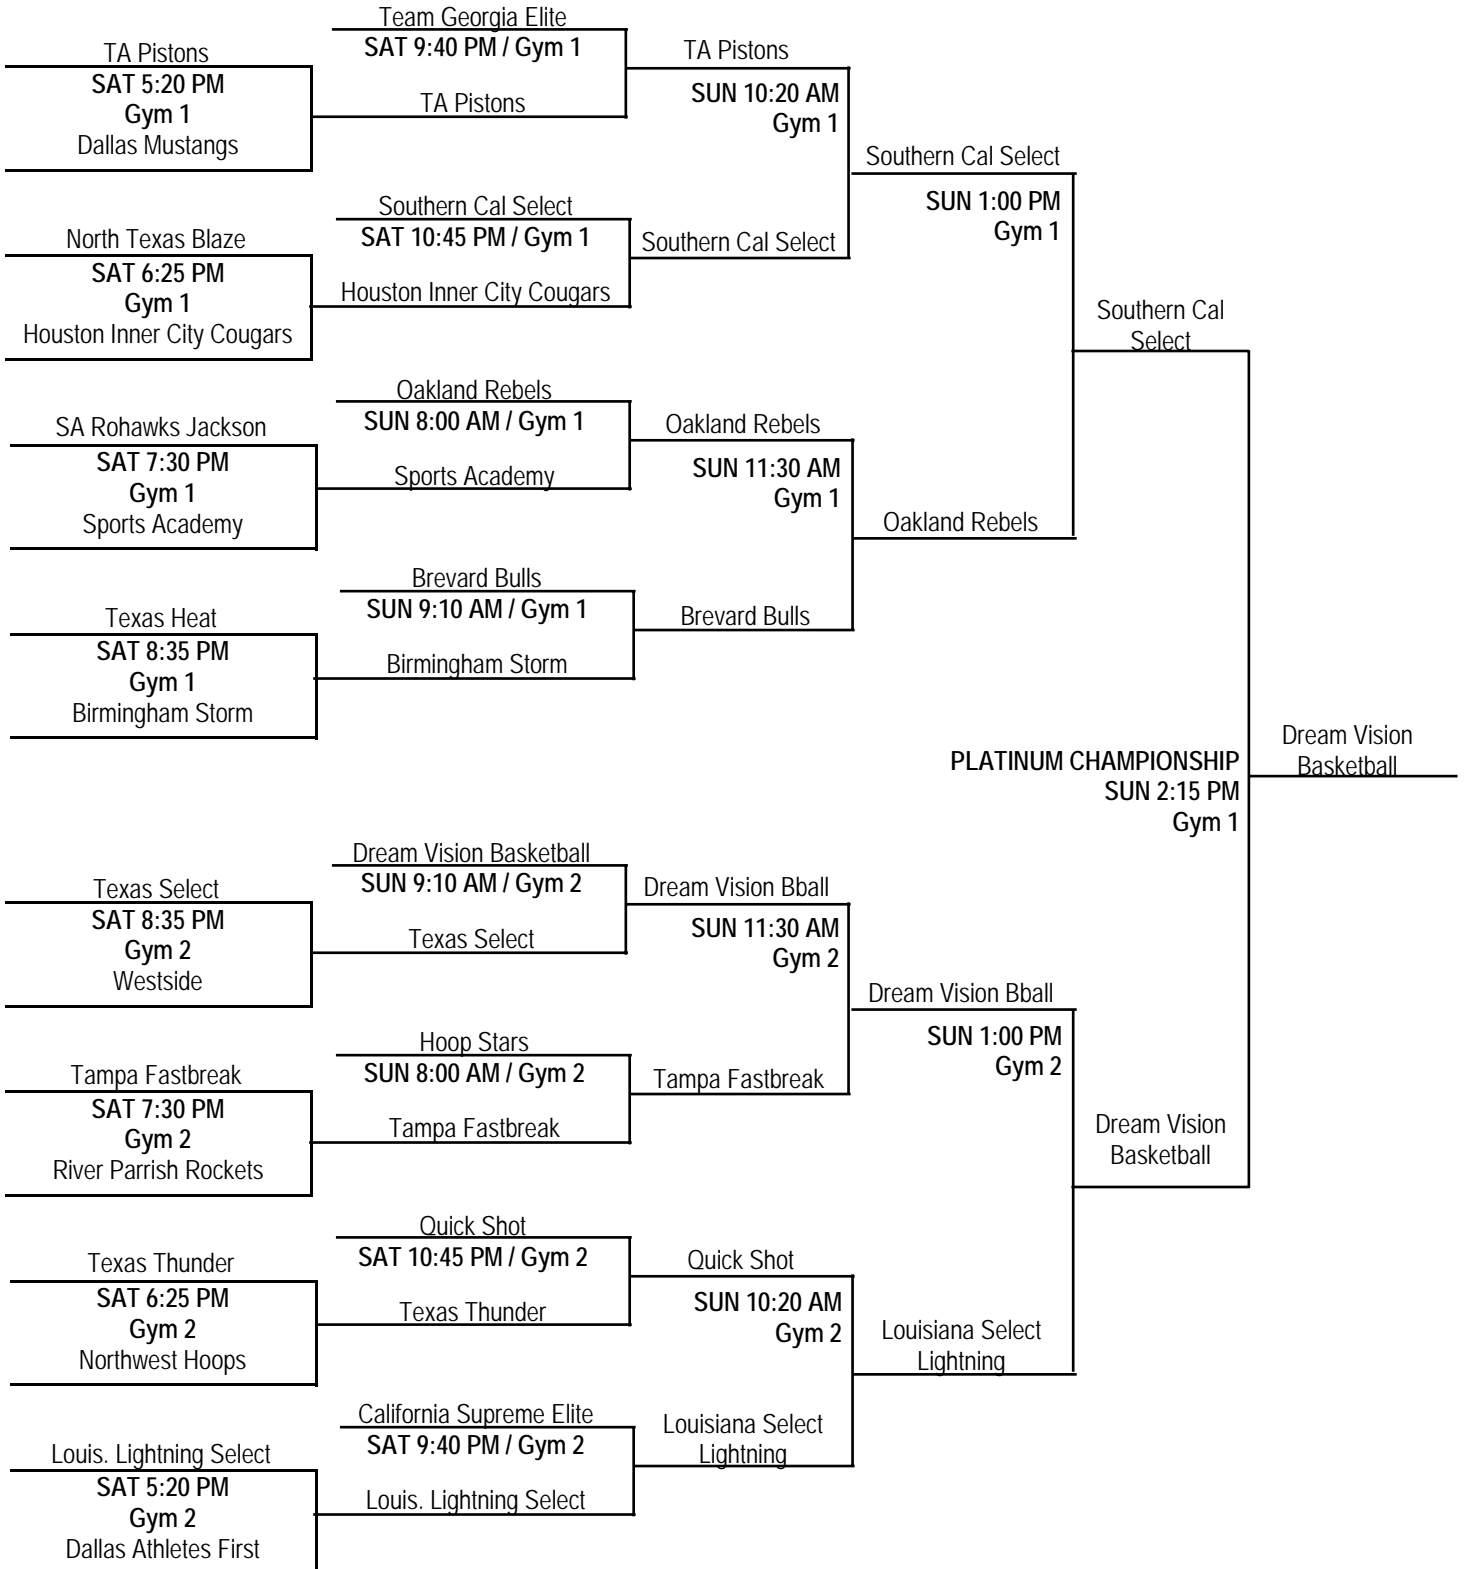 Team Georgia Elite
SAT 9:40 PM / Gym 1
TA Pistons
TA Pistons
SAT 5:20 PM
Gym 1
Dallas Mustangs
TA Pistons
SUN 10:20 AM
Gym 1
Southern Cal Select
SUN 1:00 PM
Gym 1
Southern Cal Select
SAT 10:45 PM / Gym 1
Southern Cal Select
North Texas Blaze
SAT 6:25 PM
Gym 1
Houston Inner City Cougars
Houston Inner City Cougars
Southern Cal
Select
Oakland Rebels
SUN 8:00 AM / Gym 1
Oakland Rebels
SA Rohawks Jackson
SAT 7:30 PM
Gym 1
Sports Academy
Sports Academy
SUN 11:30 AM
Gym 1
Oakland Rebels
Brevard Bulls
SUN 9:10 AM / Gym 1
Brevard Bulls
Texas Heat
SAT 8:35 PM
Gym 1
Birmingham Storm
Birmingham Storm
PLATINUM CHAMPIONSHIP
SUN 2:15 PM
Gym 1
Dream Vision
Basketball
Dream Vision Basketball
SUN 9:10 AM / Gym 2
Dream Vision Bball
Texas Select
SAT 8:35 PM
Gym 2
Westside
Texas Select
SUN 11:30 AM
Gym 2
Dream Vision Bball
SUN 1:00 PM
Gym 2
Hoop Stars
SUN 8:00 AM / Gym 2
Tampa Fastbreak
Tampa Fastbreak
SAT 7:30 PM
Gym 2
River Parrish Rockets
Tampa Fastbreak
Dream Vision
Basketball
Quick Shot
SAT 10:45 PM / Gym 2
Quick Shot
Texas Thunder
SAT 6:25 PM
Gym 2
Northwest Hoops
Texas Thunder
SUN 10:20 AM
Gym 2
Louisiana Select
Lightning
California Supreme Elite
SAT 9:40 PM / Gym 2
Louisiana Select
Lightning
Louis. Lightning Select
SAT 5:20 PM
Gym 2
Dallas Athletes First
Louis. Lightning Select